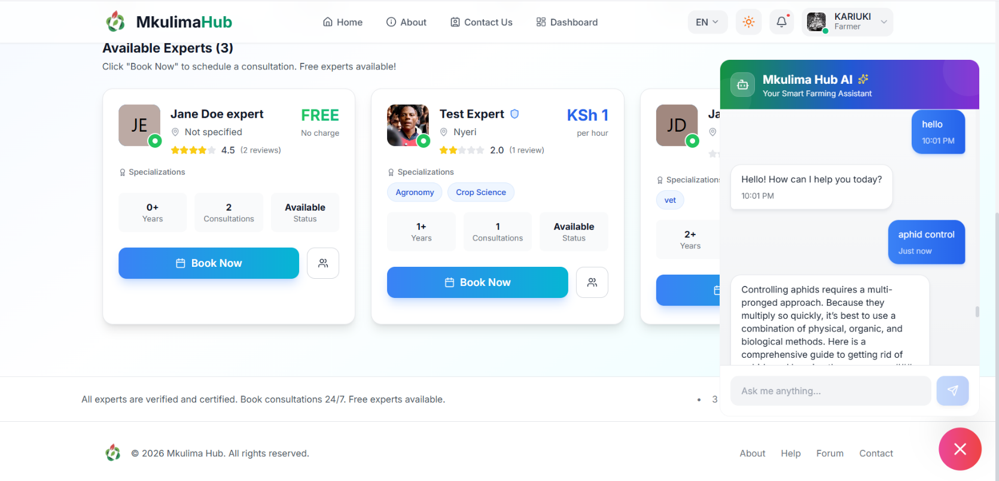 MkulimaHub
Home
About
Contact Us
Dashboard
EN
KARIUKI
Farmer
Available Experts (3)
Click "Book Now" to schedule a consultation. Free experts available!
JE
Jane Doe expert
Not specified
4.5 (2 reviews)
FREE
No charge
Specializations
0+
Years
2
Consultations
Available
Status
Book Now
Test Expert
Nyeri
2.0 (1 review)
KSh 1
per hour
Specializations
Agronomy
Crop Science
1+
Years
1
Consultations
Available
Status
Book Now
JD
Ja
Specializations
vet
2+
Years
Mkulima Hub AI
Your Smart Farming Assistant
hello
10:01 PM
Hello! How can I help you today?
10:01 PM
aphid control
Just now
Controlling aphids requires a multi-
pronged approach. Because they
multiply so quickly, it’s best to use a
combination of physical, organic, and
biological methods. Here is a
comprehensive guide to getting rid of
Ask me anything...
All experts are verified and certified. Book consultations 24/7. Free experts available.
• 3
© 2026 Mkulima Hub. All rights reserved.
About
Help
Forum
Contact